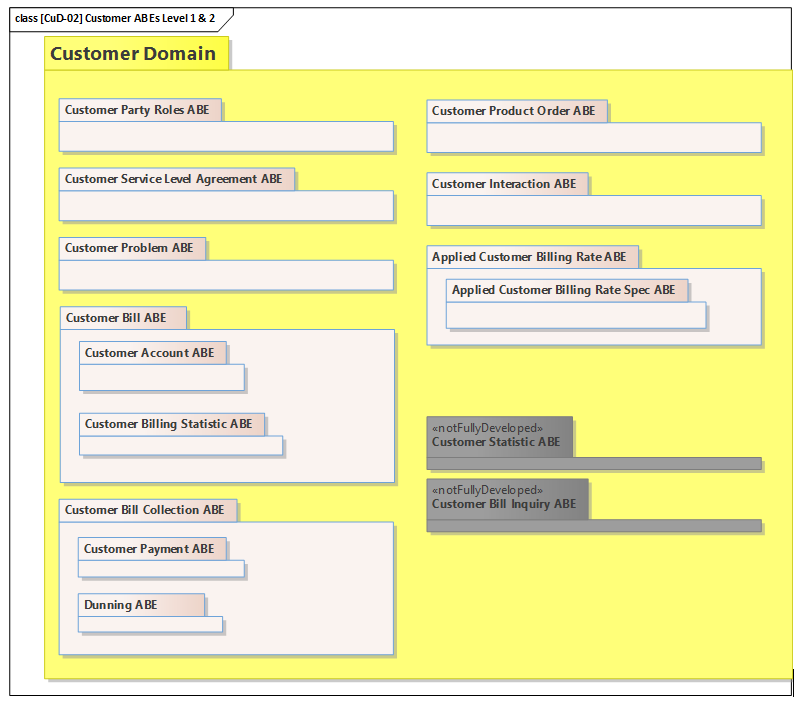 class [CuD-02] Customer ABEs Level 1 & 2
Customer Domain
Customer Party Roles ABE
Customer Service Level Agreement ABE
Customer Problem ABE
Customer Bill ABE
Customer Account ABE
Customer Billing Statistic ABE
Customer Bill Collection ABE
Customer Payment ABE
Dunning ABE
Customer Product Order ABE
Customer Interaction ABE
Applied Customer Billing Rate ABE
Applied Customer Billing Rate Spec ABE
«notFullyDeveloped»
Customer Statistic ABE
«notFullyDeveloped»
Customer Bill Inquiry ABE